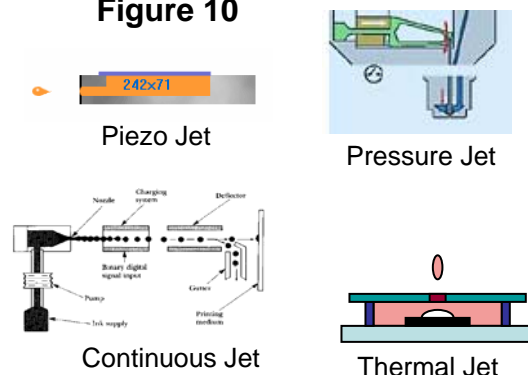 Figure 10
242x71
Piezo Jet
Pressure Jet
Nozzle
Charging
system
Deflector
Binary digital
signal input
Gutter
Pump
Printing
medium
Ink supply
Continuous Jet
Thermal Jet